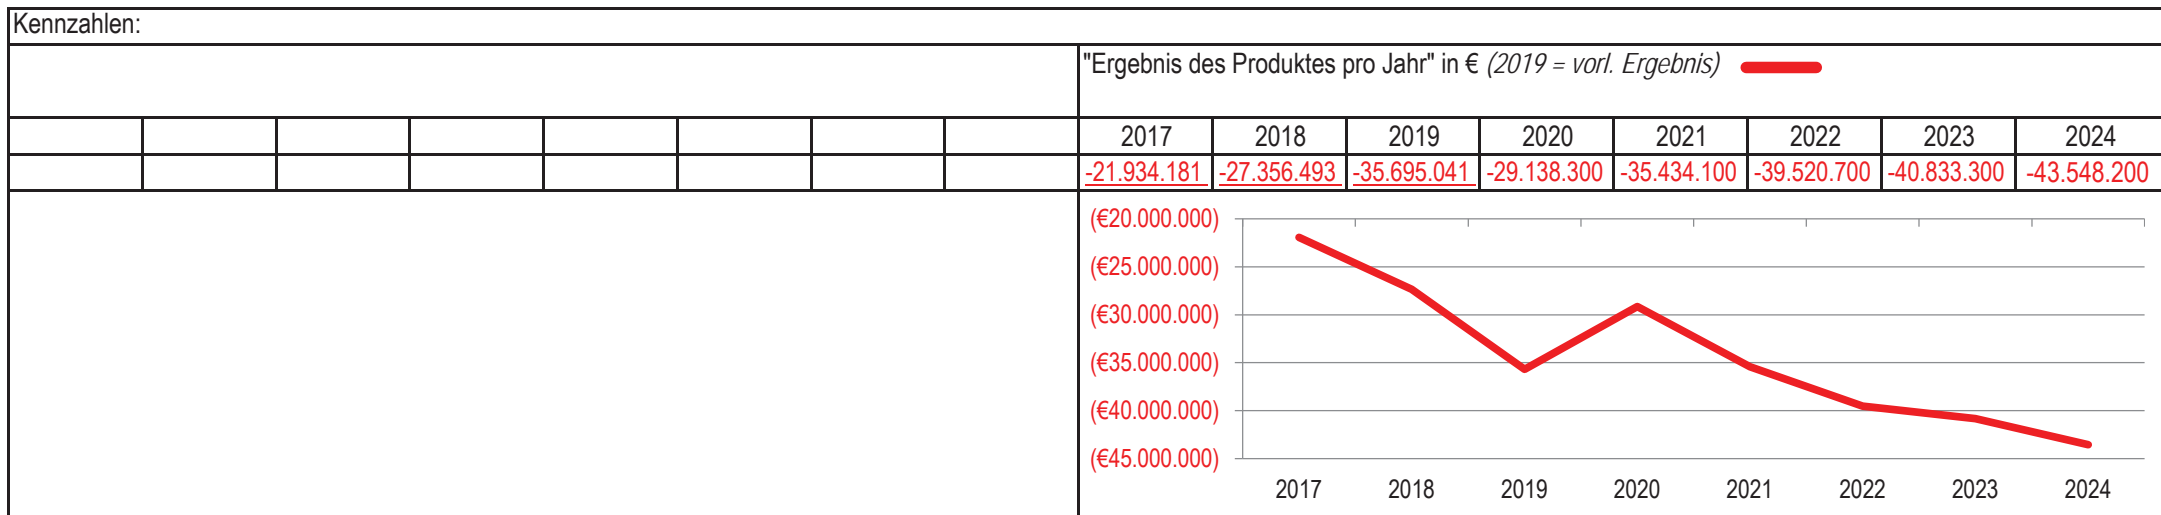 Kennzahlen:
"Ergebnis des Produktes pro Jahr" in € (2019 = vorl. Ergebnis)
2017 2018 2019 2020 2021 2022 2023 2024
-21.934.181 -27.356.493 -35.695.041 -29.138.300 -35.434.100 -39.520.700 -40.833.300 -43.548.200
(€20.000.000)
(€25.000.000)
(€30.000.000)
(€35.000.000)
(€40.000.000)
(€45.000.000)
2017 2018 2019 2020 2021 2022 2023 2024